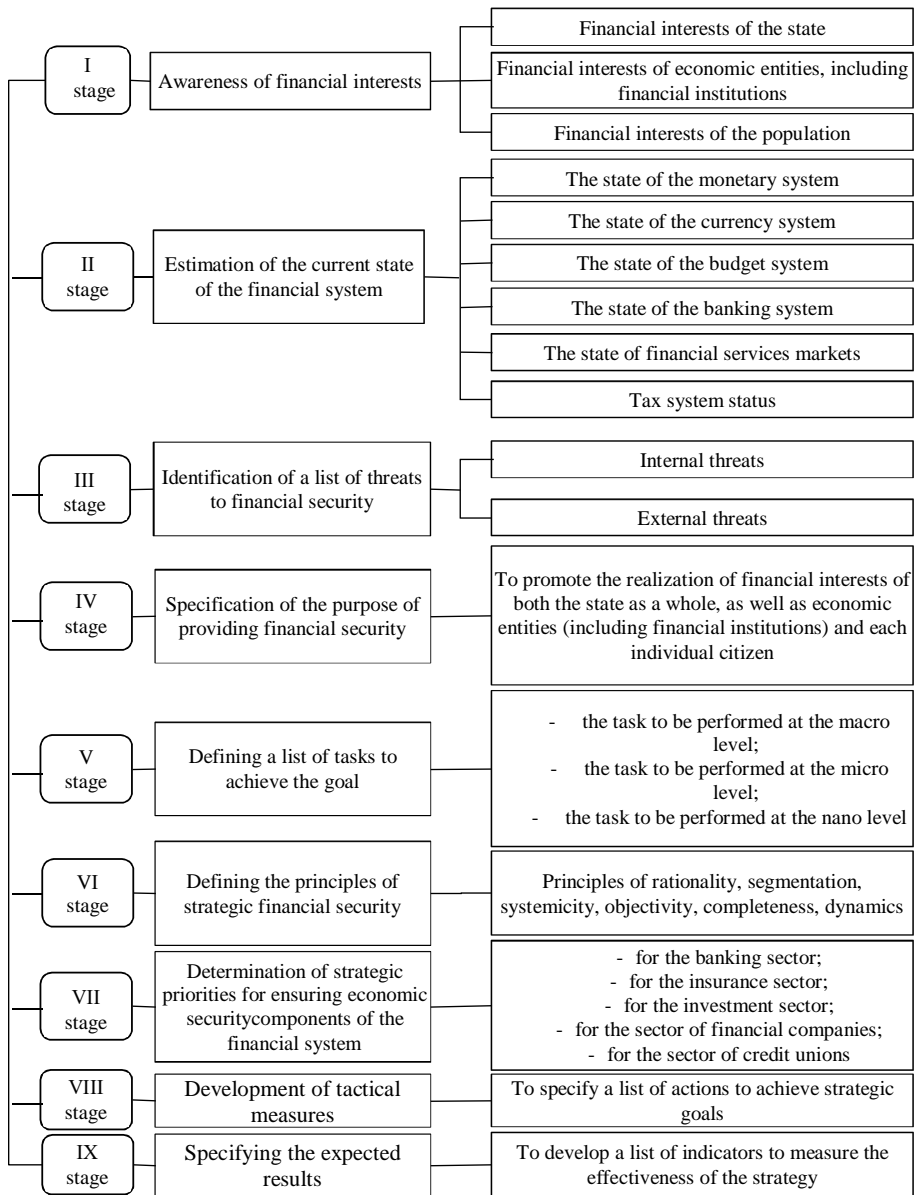 I
stage
Awareness of financial interests
Financial interests of the state
Financial interests of economic entities, including
financial institutions
Financial interests of the population
II
stage
Estimation of the current state
of the financial system
The state of the monetary system
The state of the currency system
The state of the budget system
The state of the banking system
The state of financial services markets
Tax system status
III
stage
Identification of a list of threats
to financial security
Internal threats
External threats
IV
stage
Specification of the purpose of
providing financial security
To promote the realization of financial interests of
both the state as a whole, as well as economic
entities (including financial institutions) and each
individual citizen
V
stage
Defining a list of tasks to
achieve the goal
- the task to be performed at the macro
level;
- the task to be performed at the micro
level;
- the task to be performed at the nano level
VI
stage
Defining the principles of
strategic financial security
Principles of rationality, segmentation,
systemicity, objectivity, completeness, dynamics
VII
stage
Determination of strategic
priorities for ensuring economic
securitycomponents of the
financial system
- for the banking sector;
- for the insurance sector;
- for the investment sector;
- for the sector of financial companies;
- for the sector of credit unions
VIII
stage
Development of tactical
measures
To specify a list of actions to achieve strategic
goals
IX
stage
Specifying the expected
results
To develop a list of indicators to measure the
effectiveness of the strategy